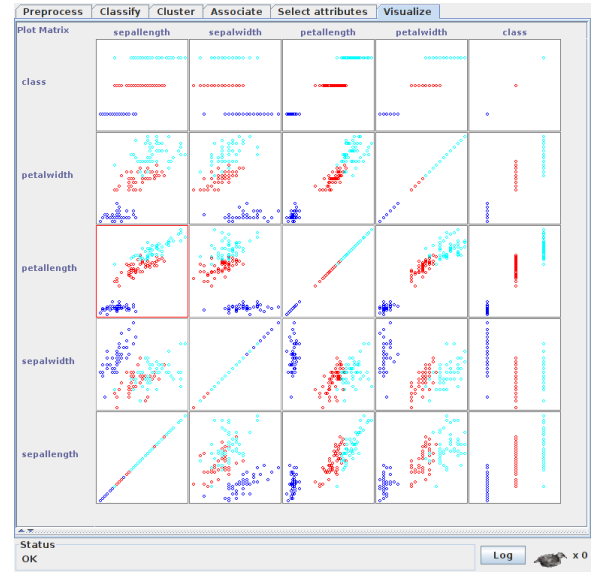 Preprocess Classify Cluster Associate Select attributes Visualize
Plot Matrix sepallength sepalwidth petallength petalwidth class
class
petalwidth
petallength
sepalwidth
sepallength
Status
OK Log x 0